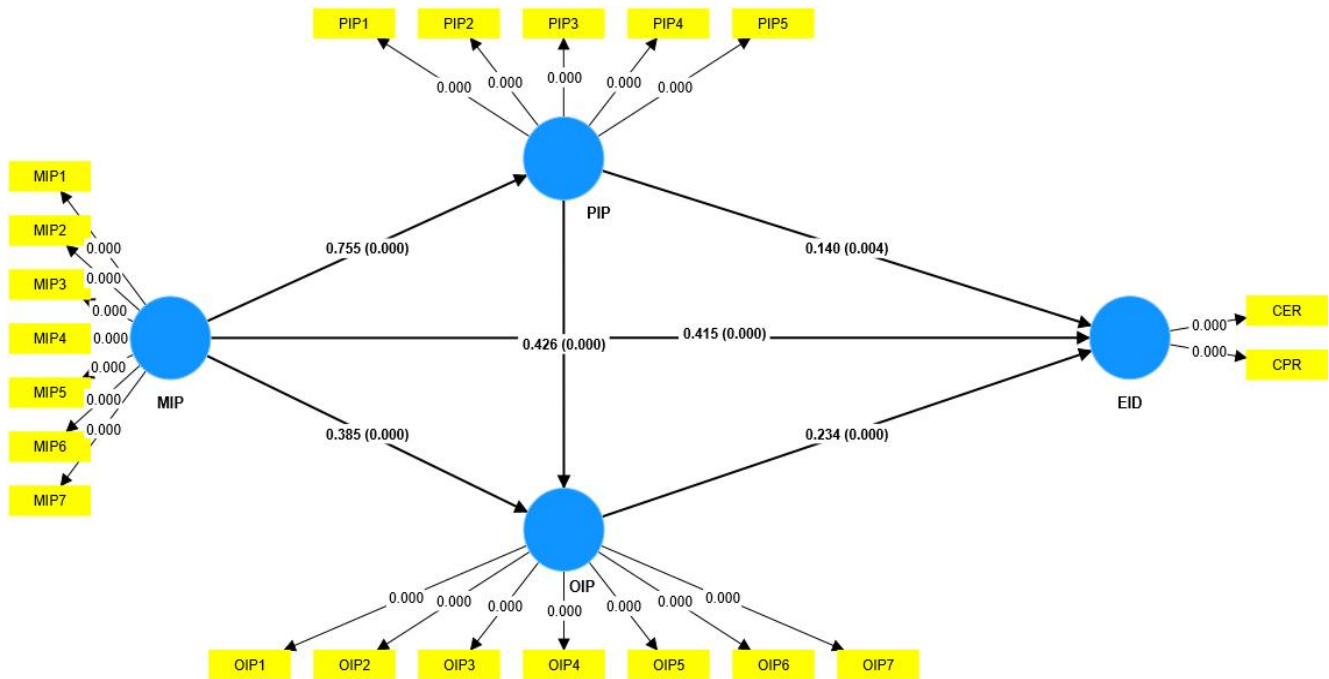 PIP1 PIP2 PIP3 PIP4 PIP5
0.000 0.000 0.000 0.000 0.000
PIP
MIP1
MIP2
MIP3
MIP4
MIP5
MIP6
MIP7
0.000
0.000
0.000
0.000
0.000
0.000
0.000
MIP
0.755 (0.000)
0.140 (0.004)
0.426 (0.000)
0.415 (0.000)
0.385 (0.000)
0.234 (0.000)
EID
0.000
0.000
CER
CPR
OIP
0.000 0.000 0.000 0.000 0.000 0.000 0.000
OIP1 OIP2 OIP3 OIP4 OIP5 OIP6 OIP7